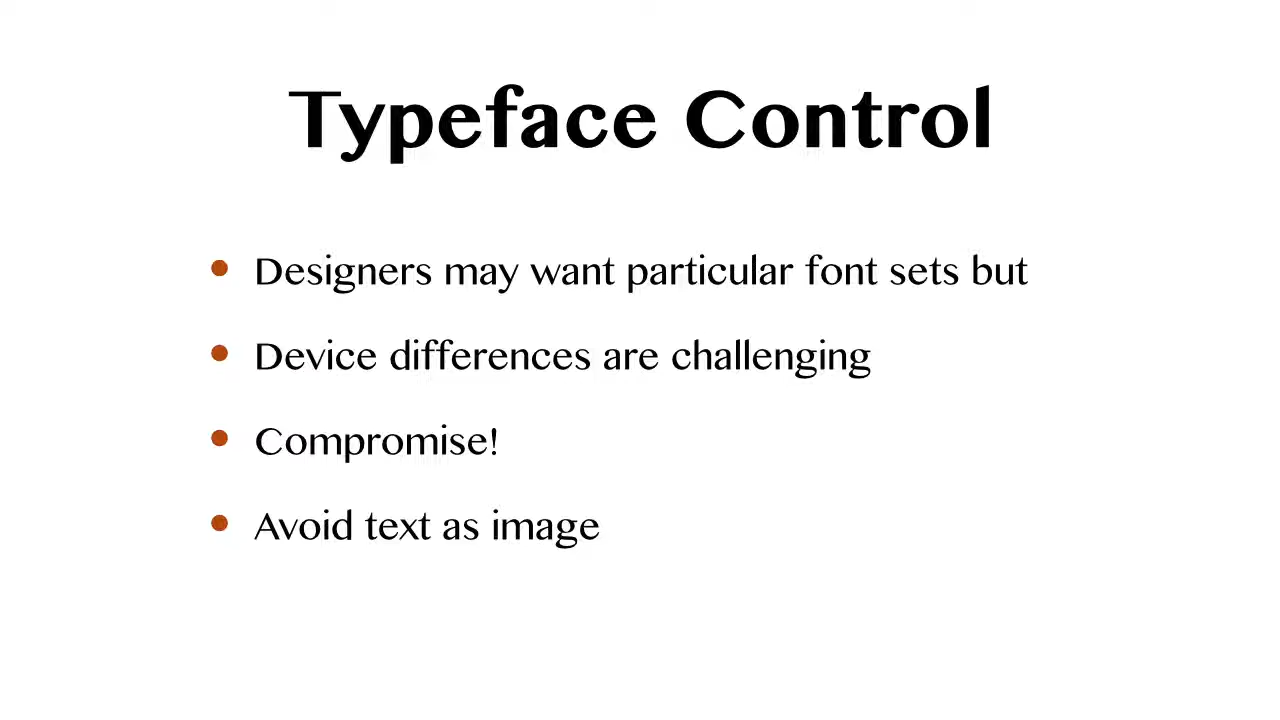 Typeface Control
• Designers may want particular font sets but
• Device differences are challenging
• Compromise!
• Avoid text as image